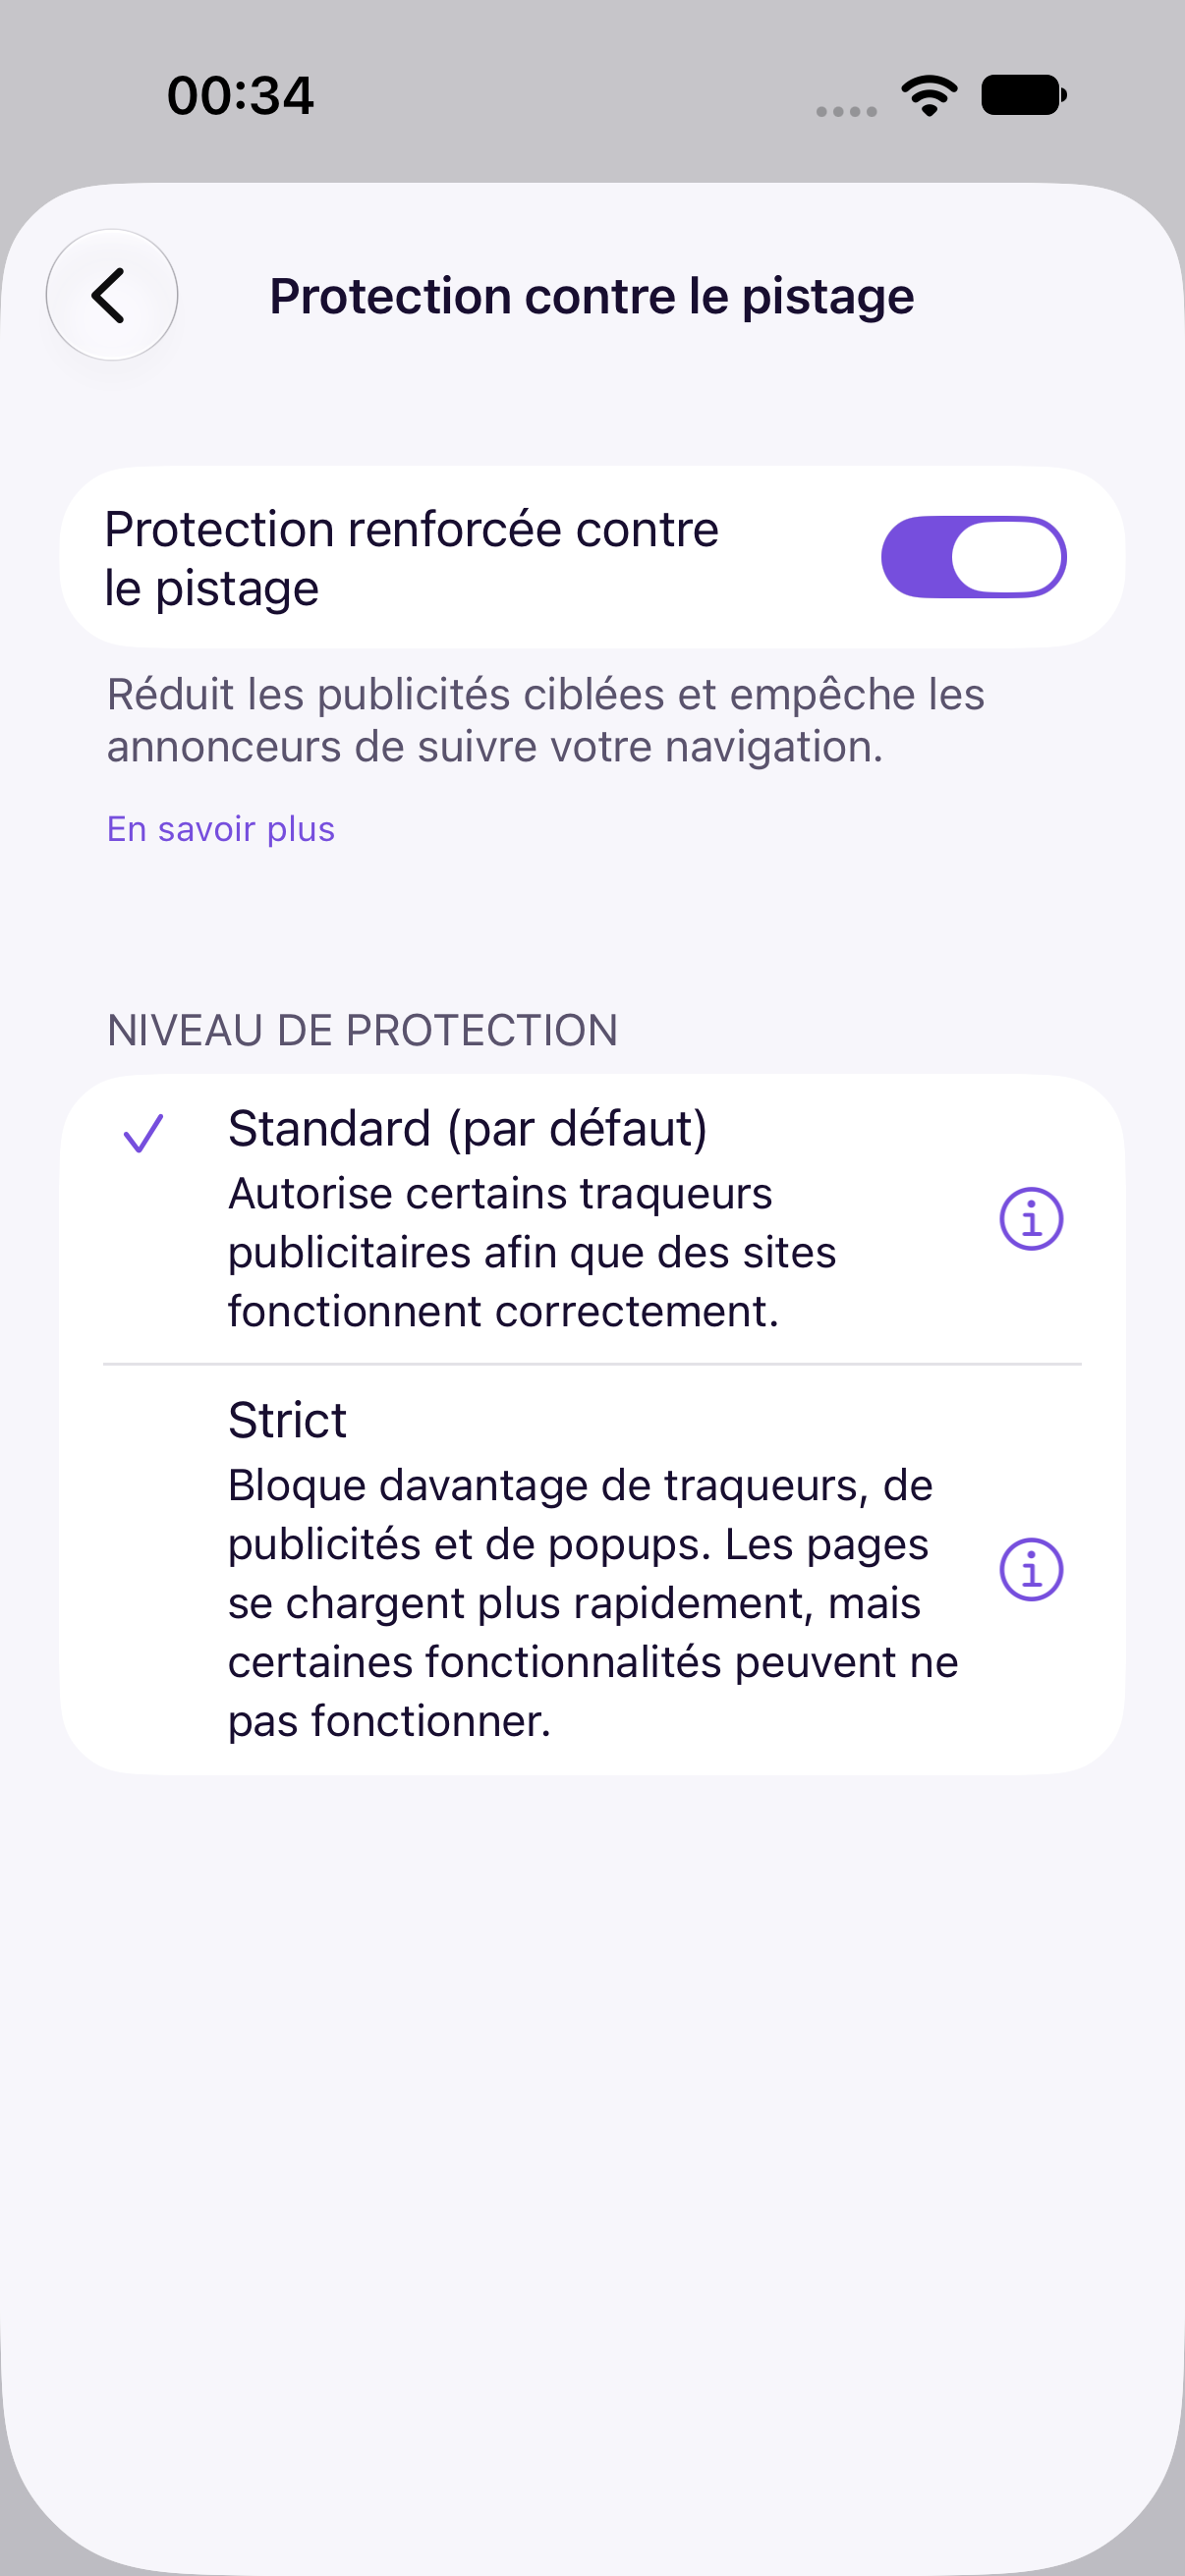 00:34
Protection contre le pistage
Protection renforcée contre
le pistage
Réduit les publicités ciblées et empêche les
annonceurs de suivre votre navigation.
En savoir plus
NIVEAU DE PROTECTION
Standard (par défaut)
Autorise certains traqueurs
publicitaires afin que des sites
fonctionnent correctement.
Strict
Bloque davantage de traqueurs, de
publicités et de popups. Les pages
se chargent plus rapidement, mais
certaines fonctionnalités peuvent ne
pas fonctionner.